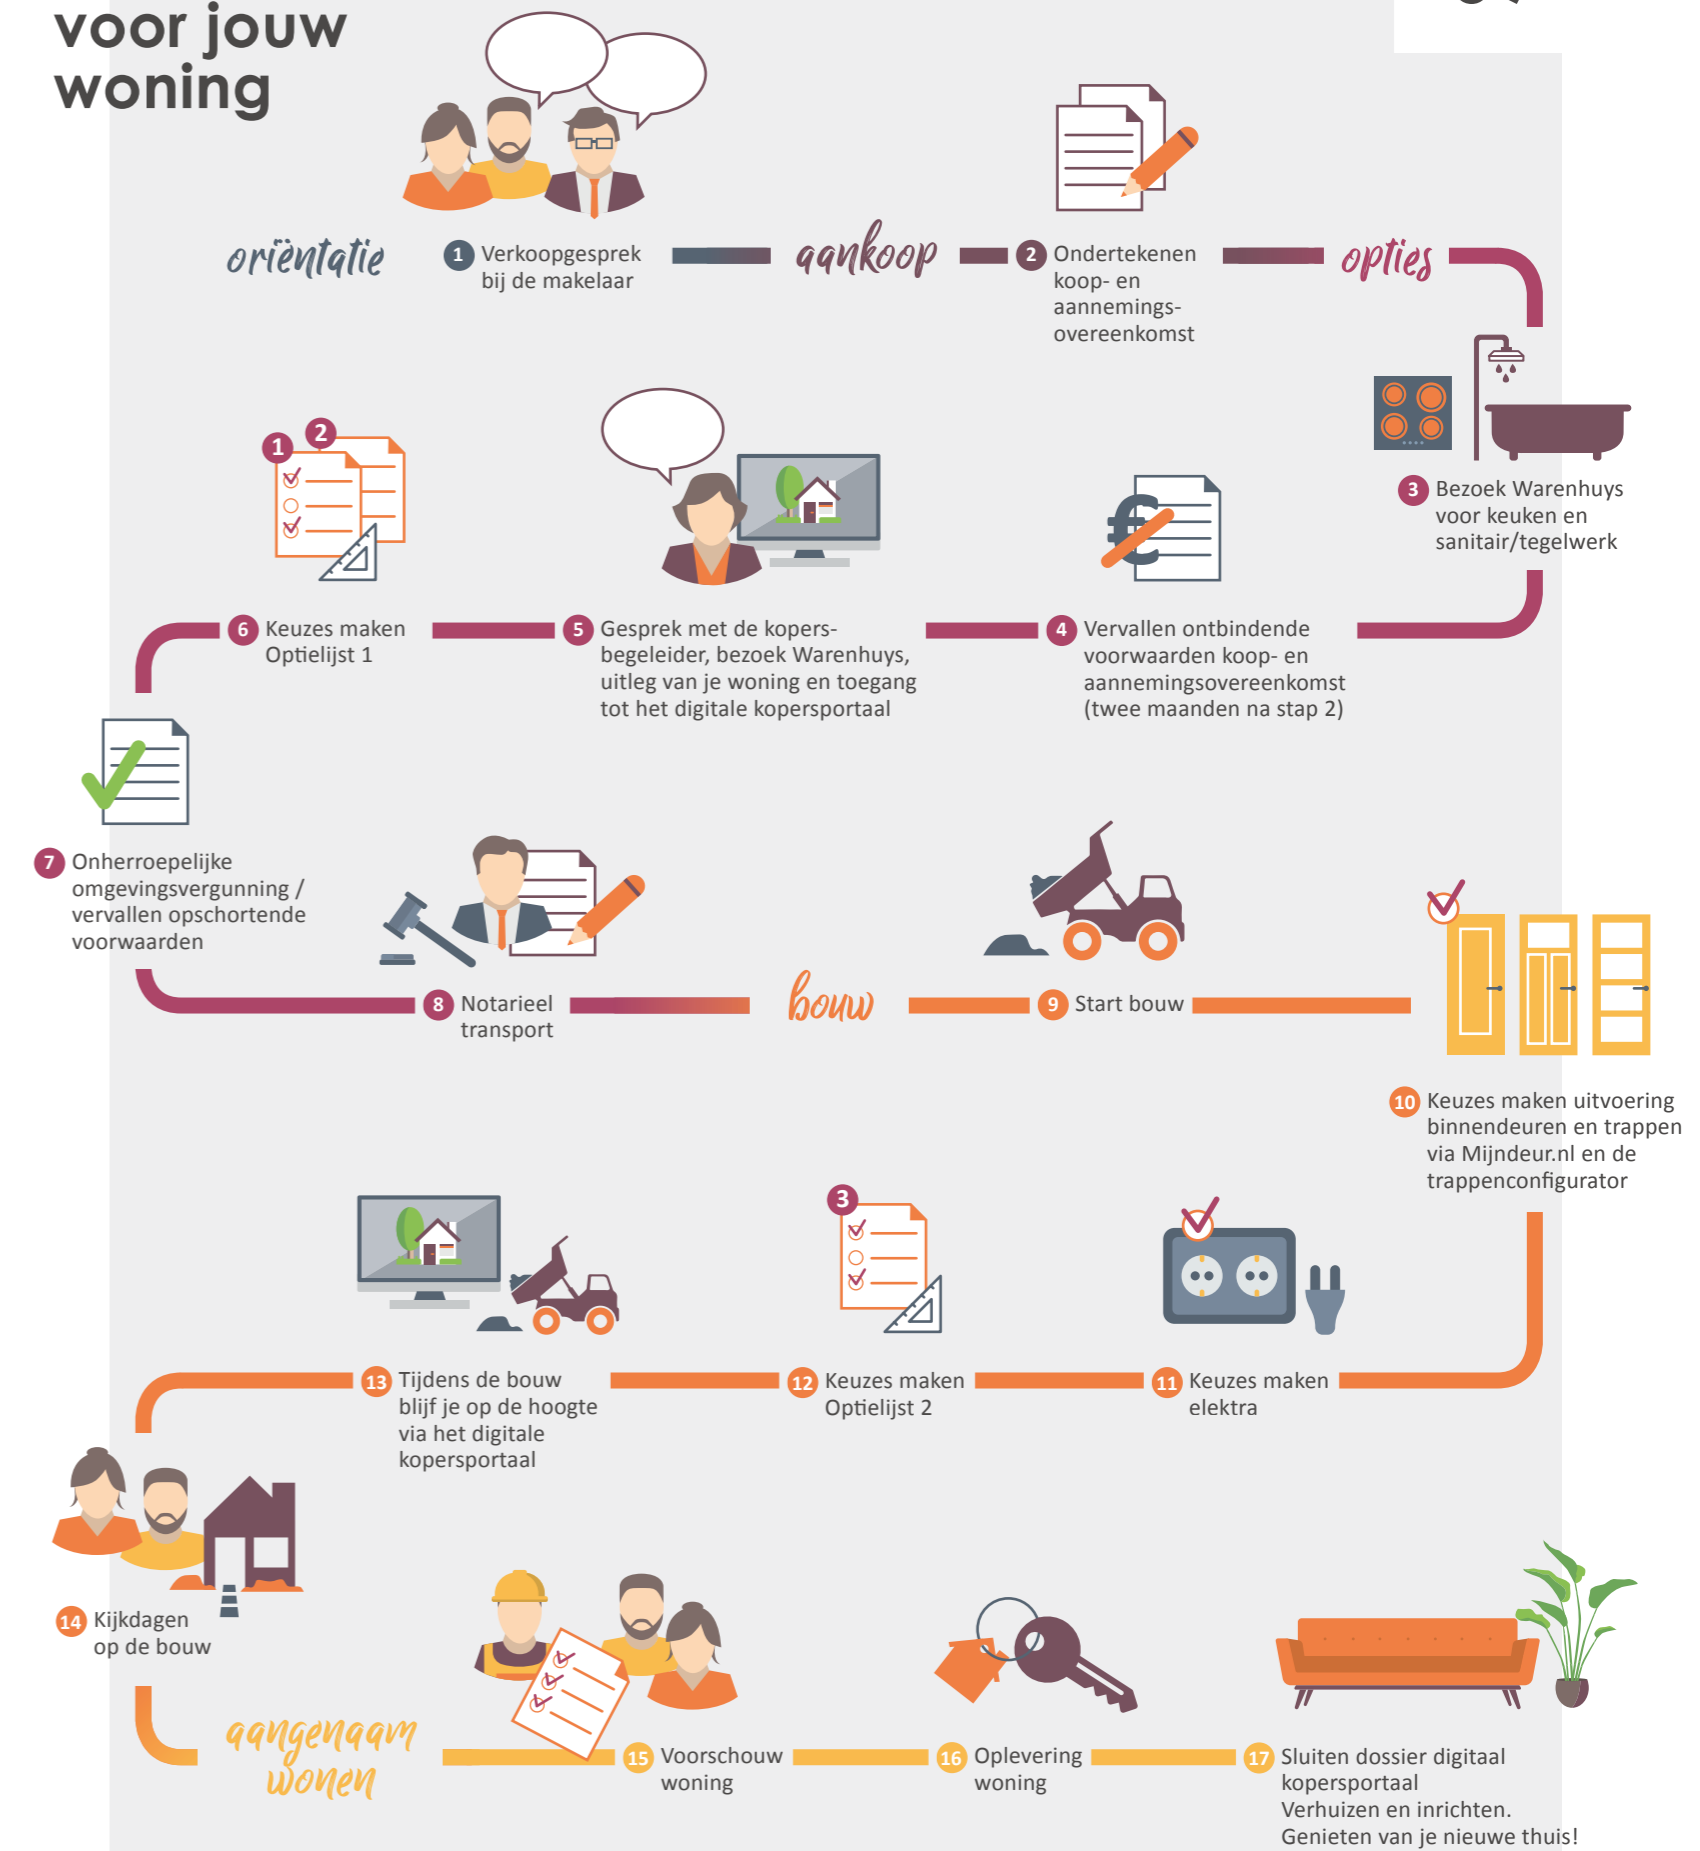 voor jouw
woning
oriëntatie
1 Verkoopgesprek
bij de makelaar
aankoop
2 Ondertekenen
koop- en
aannemings-
overeenkomst
opties
3 Bezoek Warenhuys
voor keuken en
sanitair/tegelwerk
4 Vervallen ontbindende
voorwaarden koop- en
aannemingsovereenkomst
(twee maanden na stap 2)
5 Gesprek met de kopers-
begeleider, bezoek Warenhuys,
uitleg van je woning en toegang
tot het digitale kopersportaal
1 2
6 Keuzes maken
Optielijst 1
7 Onherroepelijke
omgevingsvergunning /
vervallen opschortende
voorwaarden
8 Notarieel
transport
bouw
9 Start bouw
10 Keuzes maken uitvoering
binnendeuren en trappen
via Mijndeur.nl en de
trappenconfigurator
11 Keuzes maken
elektra
3
12 Keuzes maken
Optielijst 2
13 Tijdens de bouw
blijf je op de hoogte
via het digitale
kopersportaal
14 Kijkdagen
op de bouw
aangenaam
wonen
15 Voorschouw
woning
16 Oplevering
woning
17 Sluiten dossier digitaal
kopersportaal
Verhuizen en inrichten.
Genieten van je nieuwe thuis!